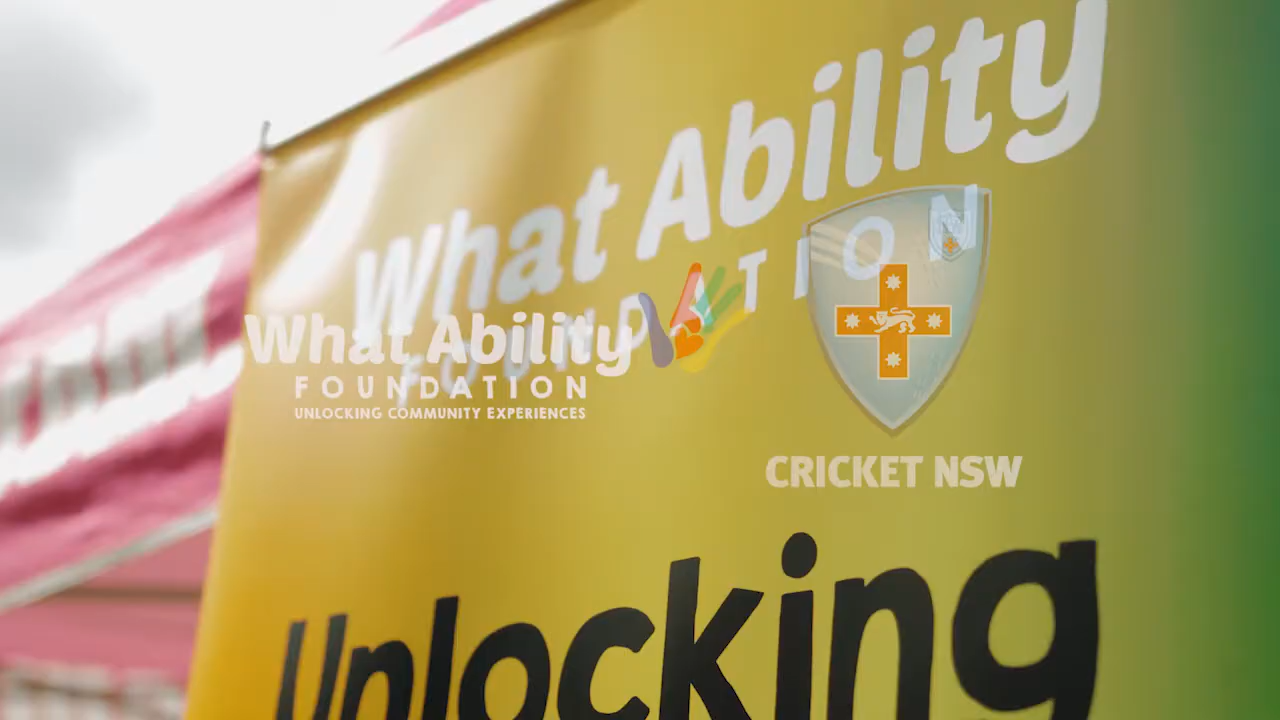 What Ability
FOUNDATION
What Ability
FOUNDATION
UNLOCKING COMMUNITY EXPERIENCES
CRICKET NSW
Unlocking